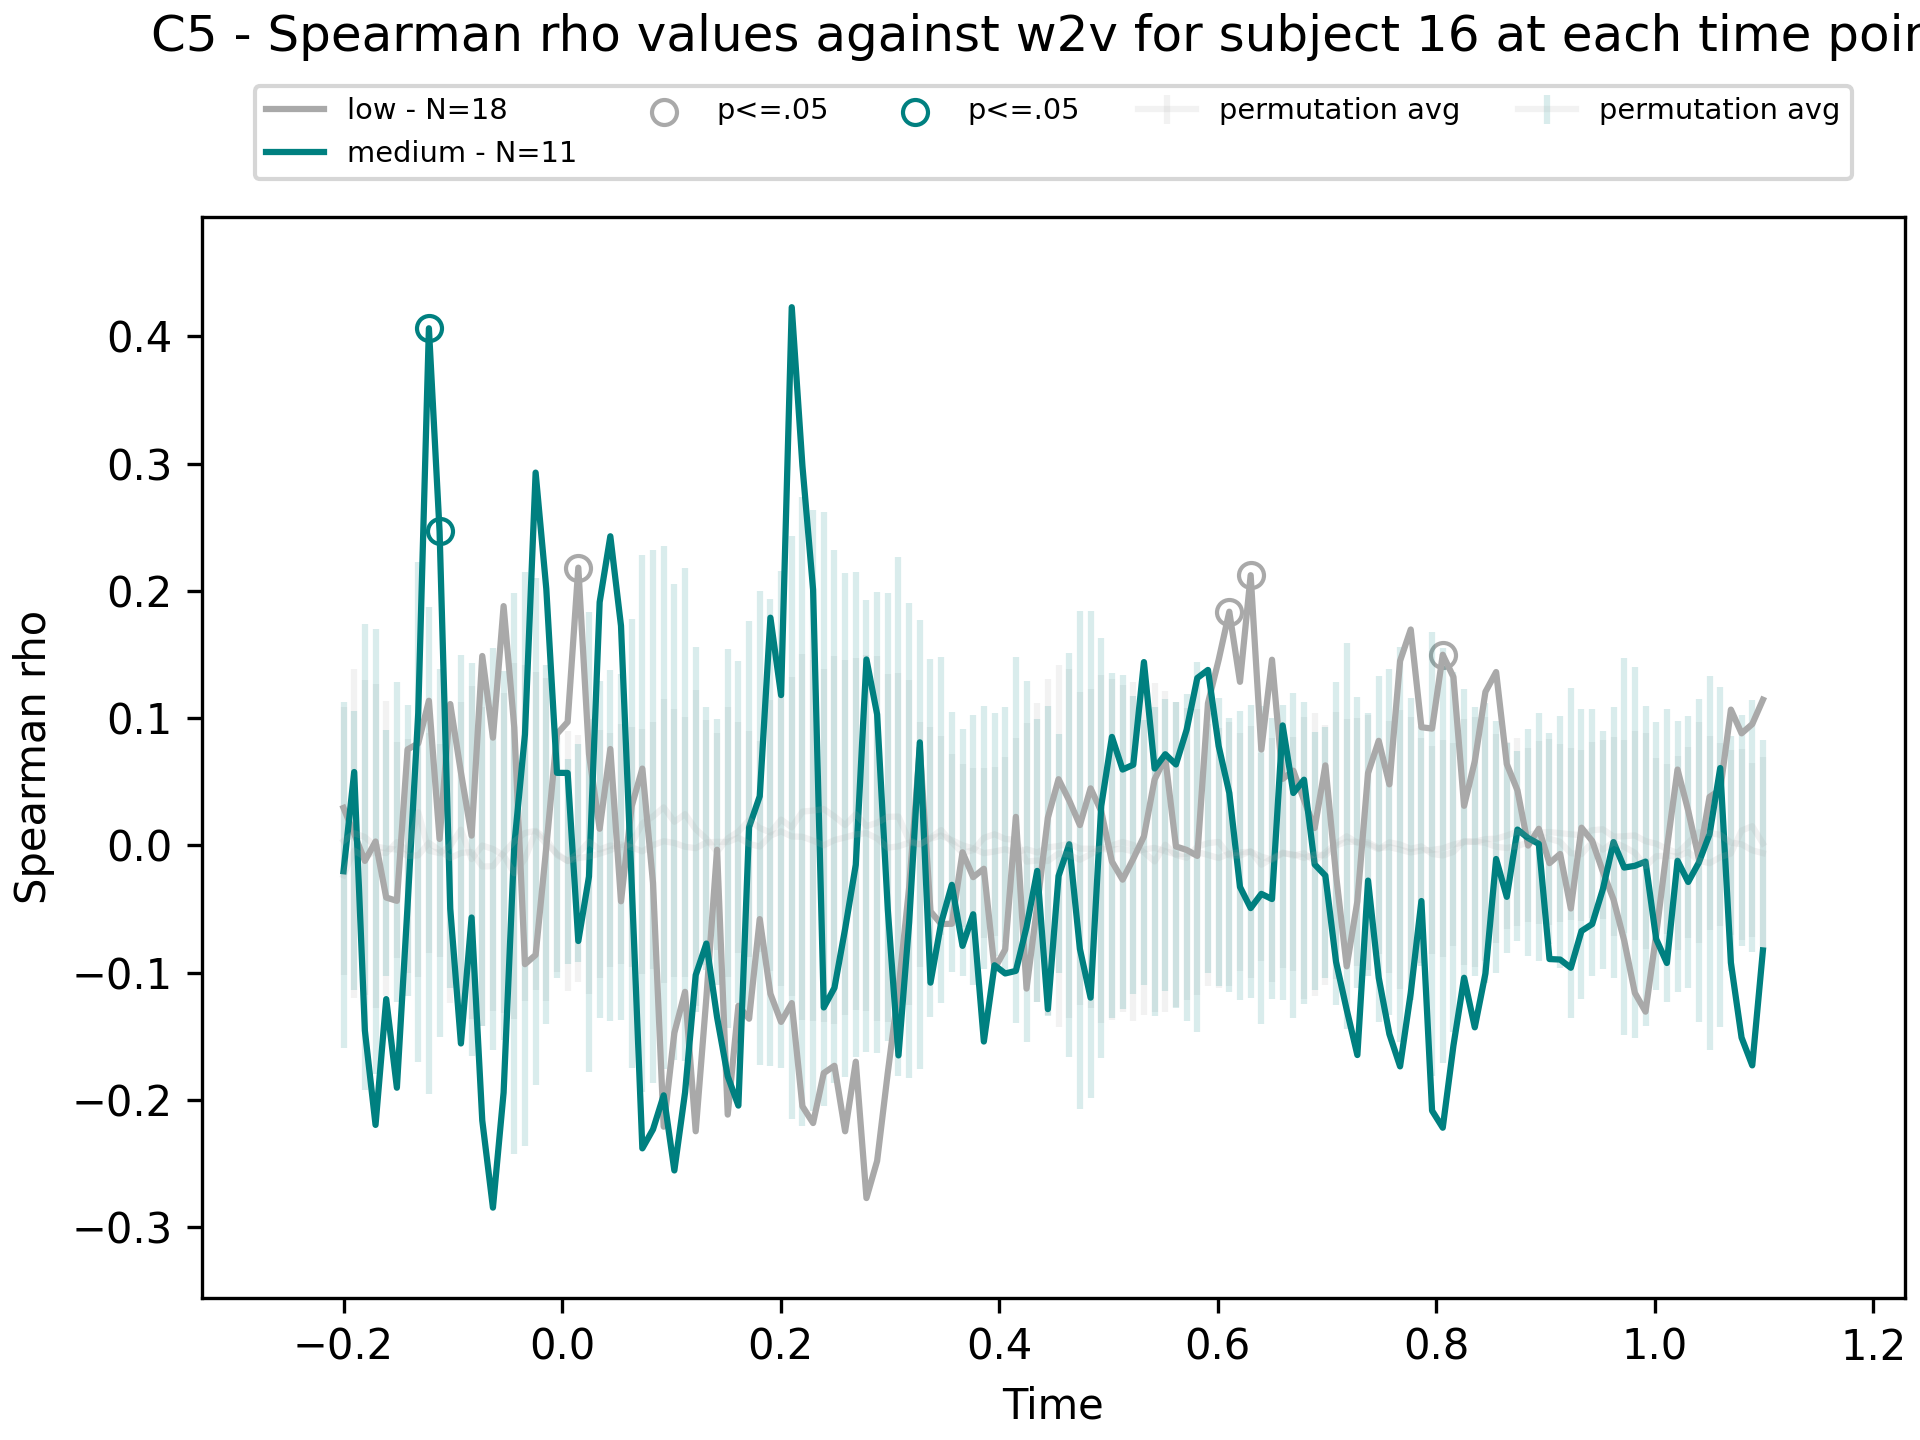 C5 - Spearman rho values against w2v for subject 16 at each time poin
low - N=18
medium - N=11
p<=.05
p<=.05
permutation avg
permutation avg
Spearman rho
0.4
0.3
0.2
0.1
0.0
−0.1
−0.2
−0.3
−0.2 0.0 0.2 0.4 0.6 0.8 1.0 1.2
Time